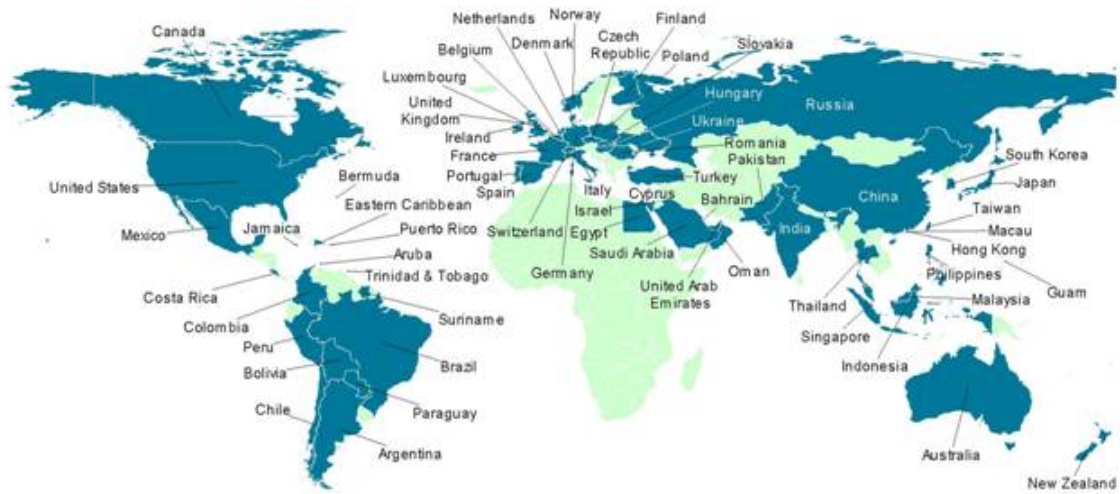 Canada
Netherlands
Norway
Finland
Belgium
Denmark
Czech
Republic
Slovakia
Poland
Luxembourg
Hungary
United
Kingdom
Russia
Ukraine
Ireland
Romania
France
Pakistan
South Korea
United States
Bermuda
Portugal
Turkey
Japan
Spain
Italy
Cyprus
Bahrain
China
Eastern Caribbean
Israel
Taiwan
Mexico
Jamaica
Puerto Rico
Switzerland
Egypt
India
Macau
Saudi Arabia
Hong Kong
Aruba
Trinidad & Tobago
Germany
Oman
Philippines
United Arab
Emirates
Guam
Costa Rica
Thailand
Malaysia
Suriname
Colombia
Singapore
Peru
Brazil
Indonesia
Bolivia
Chile
Paraguay
Argentina
Australia
New Zealand